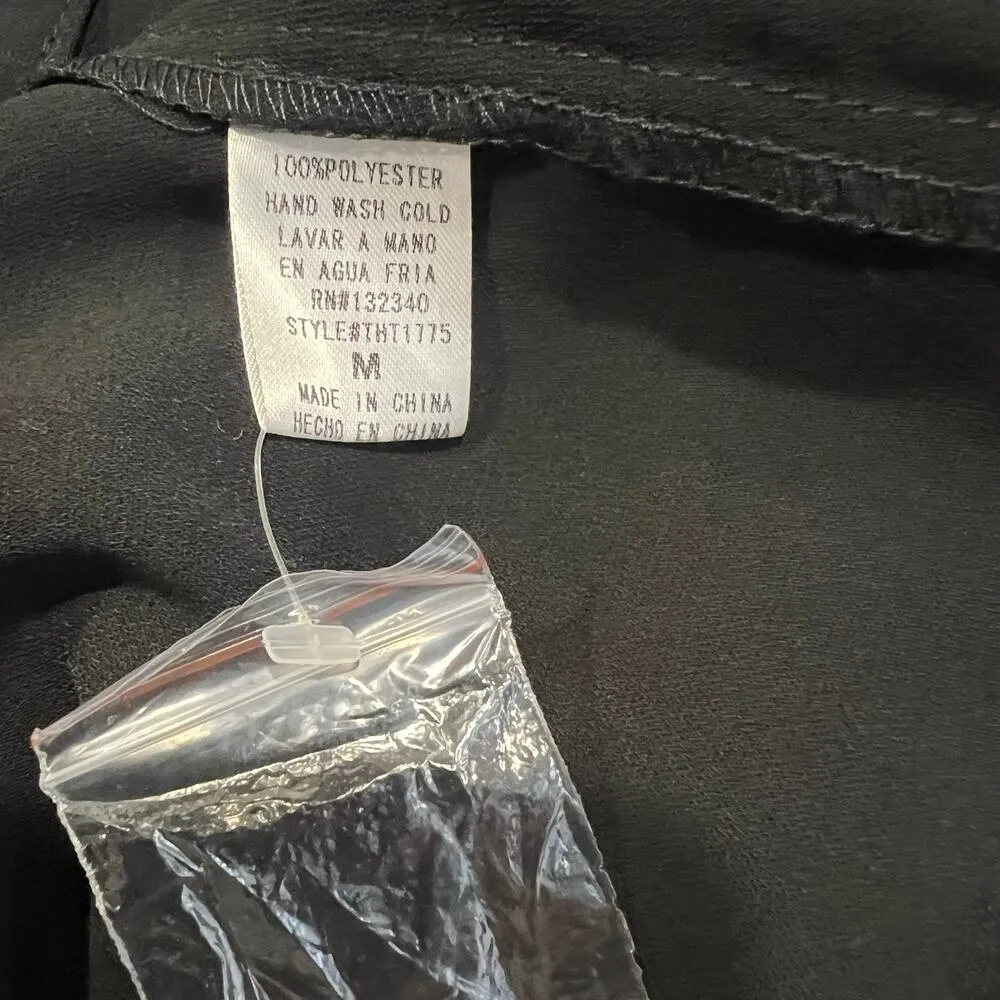 100%POLYESTER
HAND WASH COLD
LAVAR A MANO
EN AGUA FRIA
RN#132340
STYLE#THT1775
M
MADE IN CHINA
HECHO EN CHINA